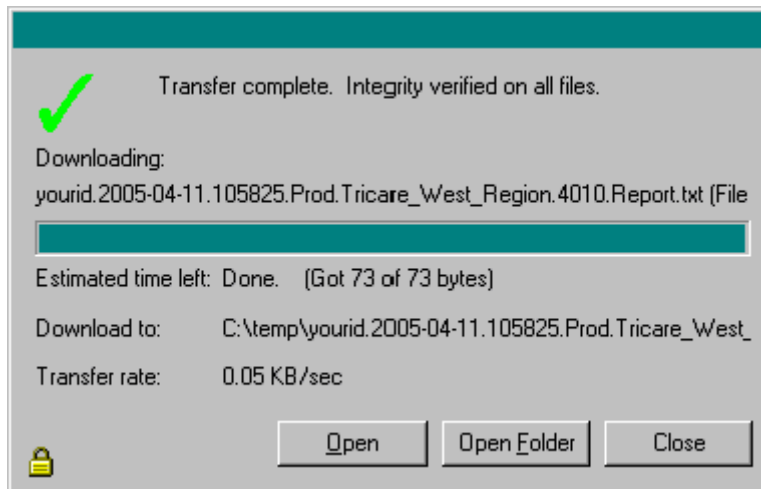 Transfer complete. Integrity verified on all files.
Downloading:
yourid.2005-04-11.105825.Prod.Tricare_West_Region.4010.Report.txt (File
Estimated time left: Done. (Got 73 of 73 bytes)
Download to: C:\temp\yourid.2005-04-11.105825.Prod.Tricare_West_
Transfer rate: 0.05 KB/sec
Open Open Folder Close